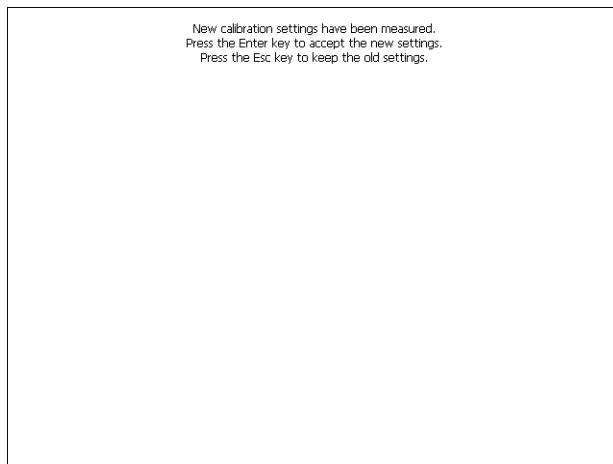 New calibration settings have been measured.
Press the Enter key to accept the new settings.
Press the Esc key to keep the old settings.